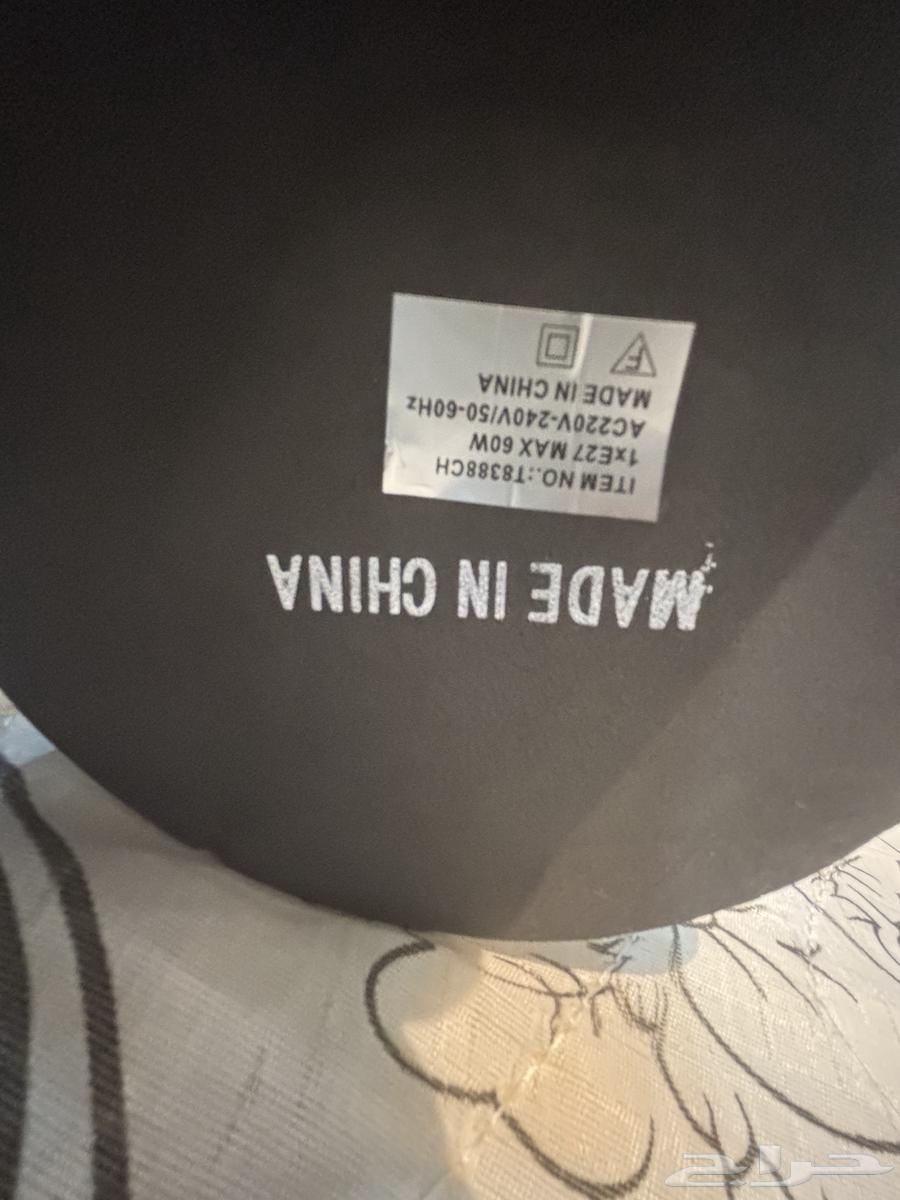 MADE IN CHINA
ITEM NO.:T8388CH
1xE27 MAX 60W
AC220V-240V/50-60Hz
MADE IN CHINA
F
حراج